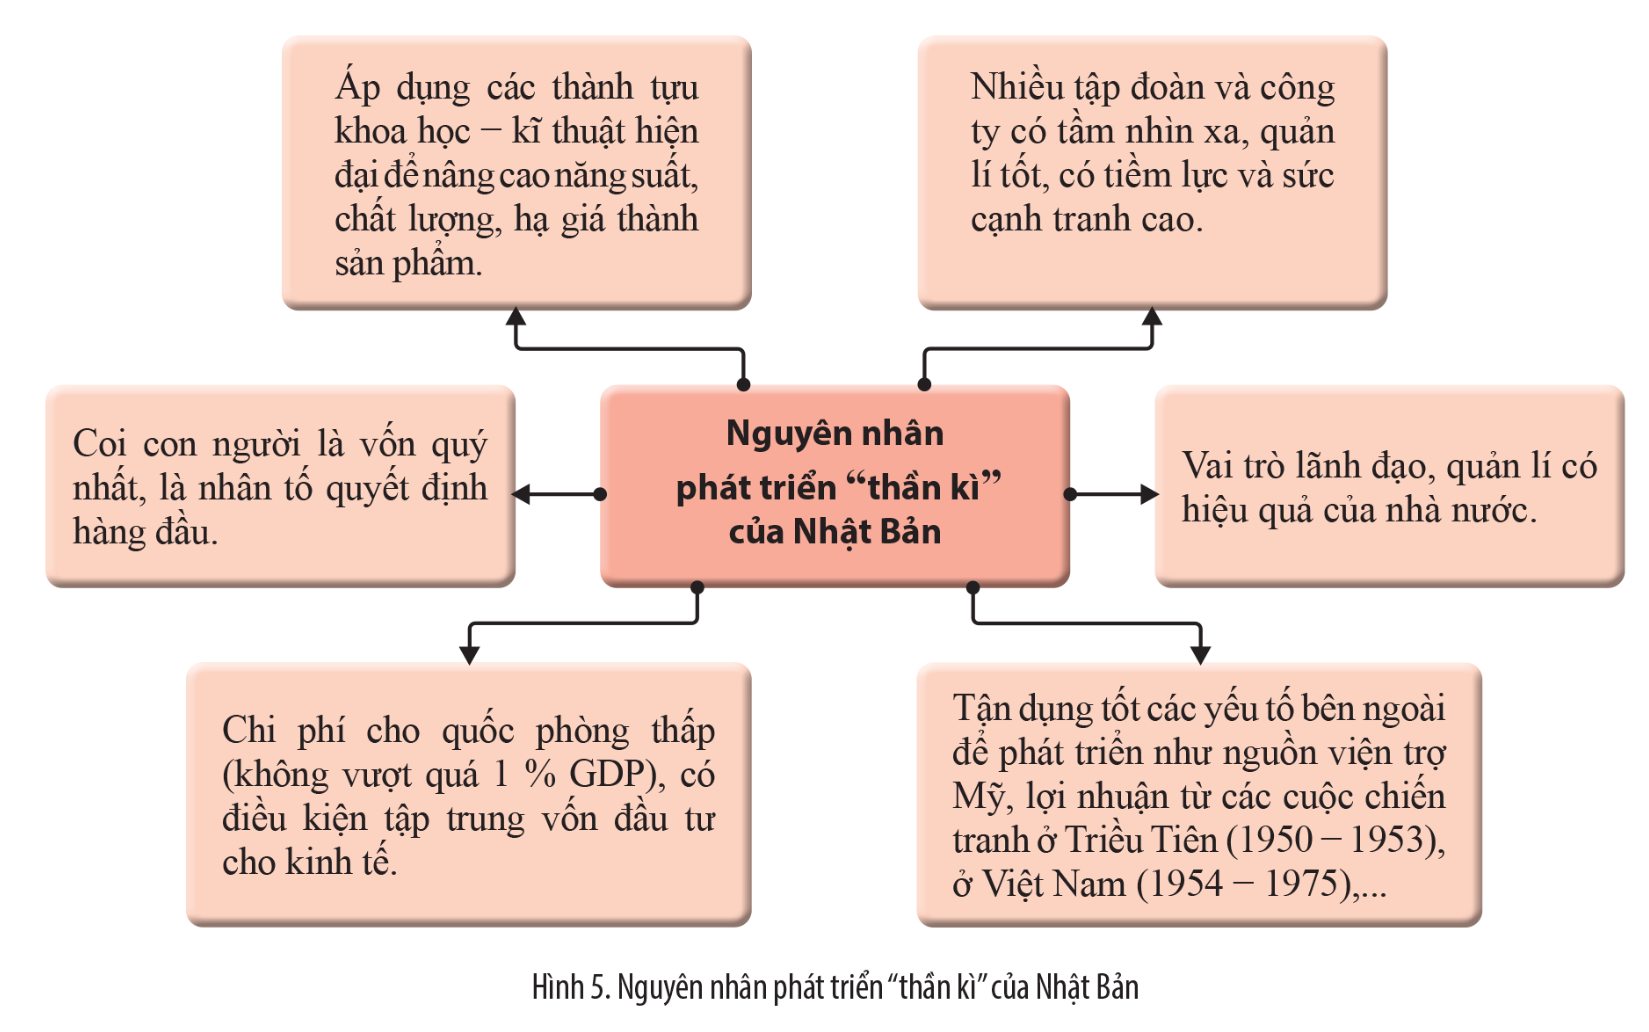 Áp dụng các thành tựu
khoa học – kĩ thuật hiện
đại để nâng cao năng suất,
chất lượng, hạ giá thành
sản phẩm.
Nhiều tập đoàn và công
ty có tầm nhìn xa, quản
lí tốt, có tiềm lực và sức
cạnh tranh cao.
Coi con người là vốn quý
nhất, là nhân tố quyết định
hàng đầu.
Nguyên nhân
phát triển “thần kì”
của Nhật Bản
Vai trò lãnh đạo, quản lí có
hiệu quả của nhà nước.
Chi phí cho quốc phòng thấp
(không vượt quá 1 % GDP), có
điều kiện tập trung vốn đầu tư
cho kinh tế.
Tận dụng tốt các yếu tố bên ngoài
để phát triển như nguồn viện trợ
Mỹ, lợi nhuận từ các cuộc chiến
tranh ở Triều Tiên (1950 – 1953),
ở Việt Nam (1954 – 1975),...
Hình 5. Nguyên nhân phát triển “thần kì” của Nhật Bản